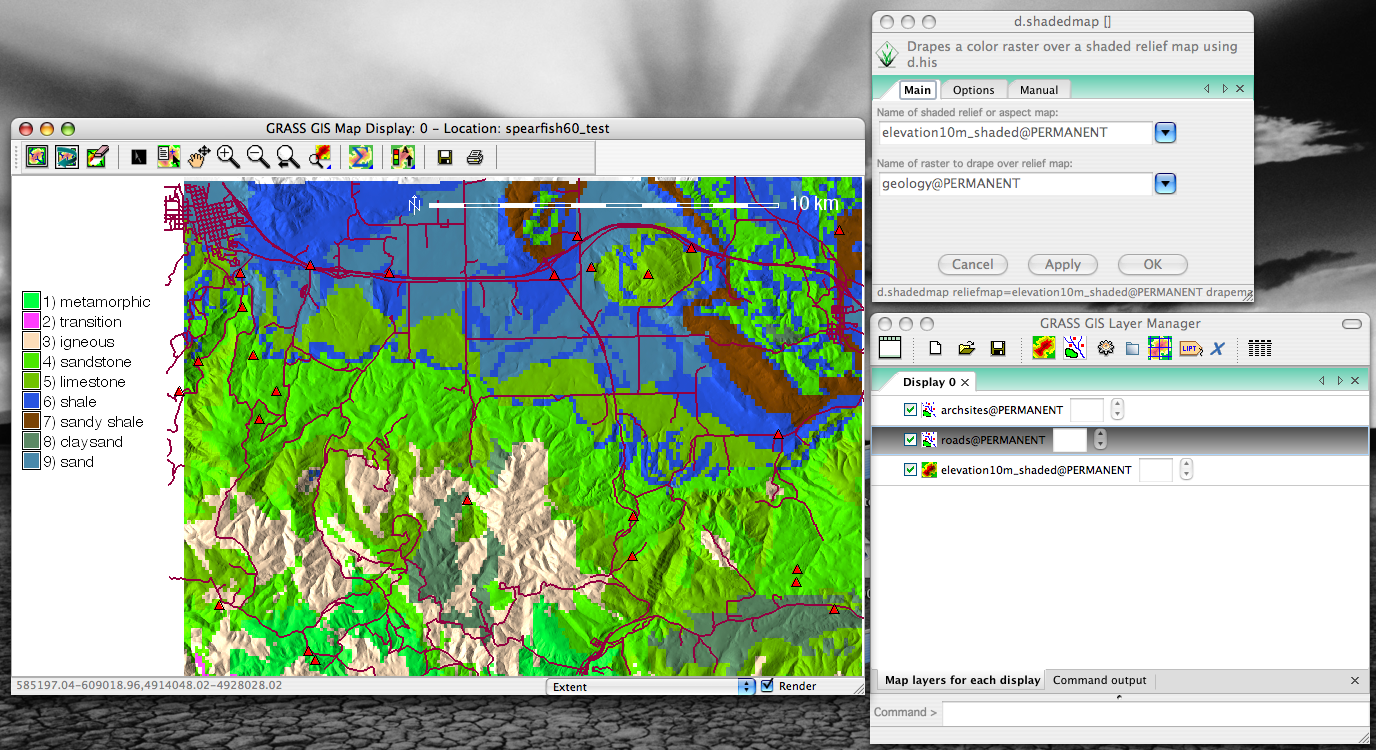 GRASS GIS Map Display: 0 - Location: spearfish60_test
N
10 km
1) metamorphic
2) transition
3) igneous
4) sandstone
5) limestone
6) shale
7) sandy shale
8) claysand
9) sand
585197.04-609018.96,4914048.02-4928028.02
Extent
Render
d.shadedmap []
Drapes a color raster over a shaded relief map using
d.his
Main
Options
Manual
Name of shaded relief or aspect map:
elevation10m_shaded@PERMANENT
Name of raster to drape over relief map:
geology@PERMANENT
Cancel
Apply
OK
d.shadedmap reliefmap=elevation10m_shaded@PERMANENT drapema
GRASS GIS Layer Manager
LIPT
Display 0
archsites@PERMANENT
roads@PERMANENT
elevation10m_shaded@PERMANENT
Map layers for each display
Command output
Command >